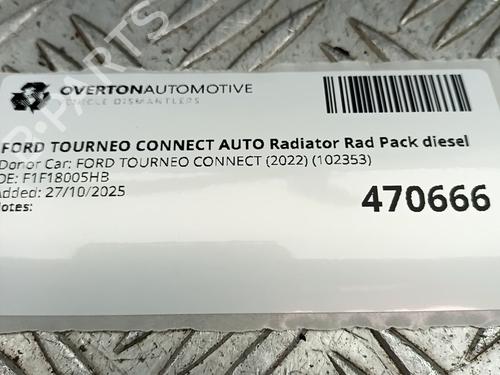 OVERTONAUTOMOTIVE
VEHICLE DISMANTLERS
FORD TOURNEO CONNECT AUTO Radiator Rad Pack diesel
Donor Car: FORD TOURNEO CONNECT (2022) (102353)
OE: F1F18005HB
Added: 27/10/2025
Notes:
470666